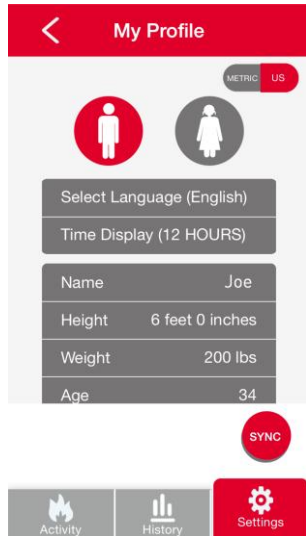 My Profile
METRIC US
Select Language (English)
Time Display (12 HOURS)
Name Joe
Height 6 feet 0 inches
Weight 200 lbs
Age 34
SYNC
Activity History Settings